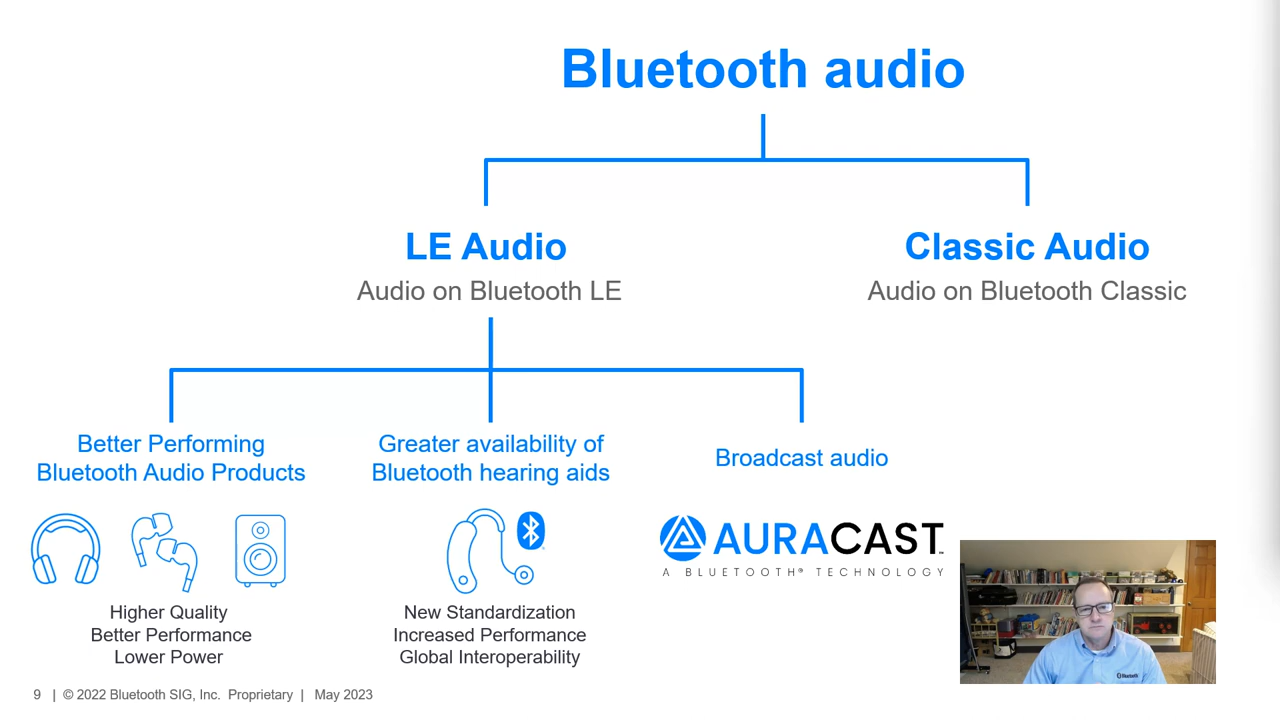 Bluetooth audio
LE Audio
Audio on Bluetooth LE
Classic Audio
Audio on Bluetooth Classic
Better Performing
Bluetooth Audio Products
Higher Quality
Better Performance
Lower Power
Greater availability of
Bluetooth hearing aids
New Standardization
Increased Performance
Global Interoperability
Broadcast audio
AURACAST™
A BLUETOOTH® TECHNOLOGY
Bluetooth
9 | © 2022 Bluetooth SIG, Inc. Proprietary | May 2023